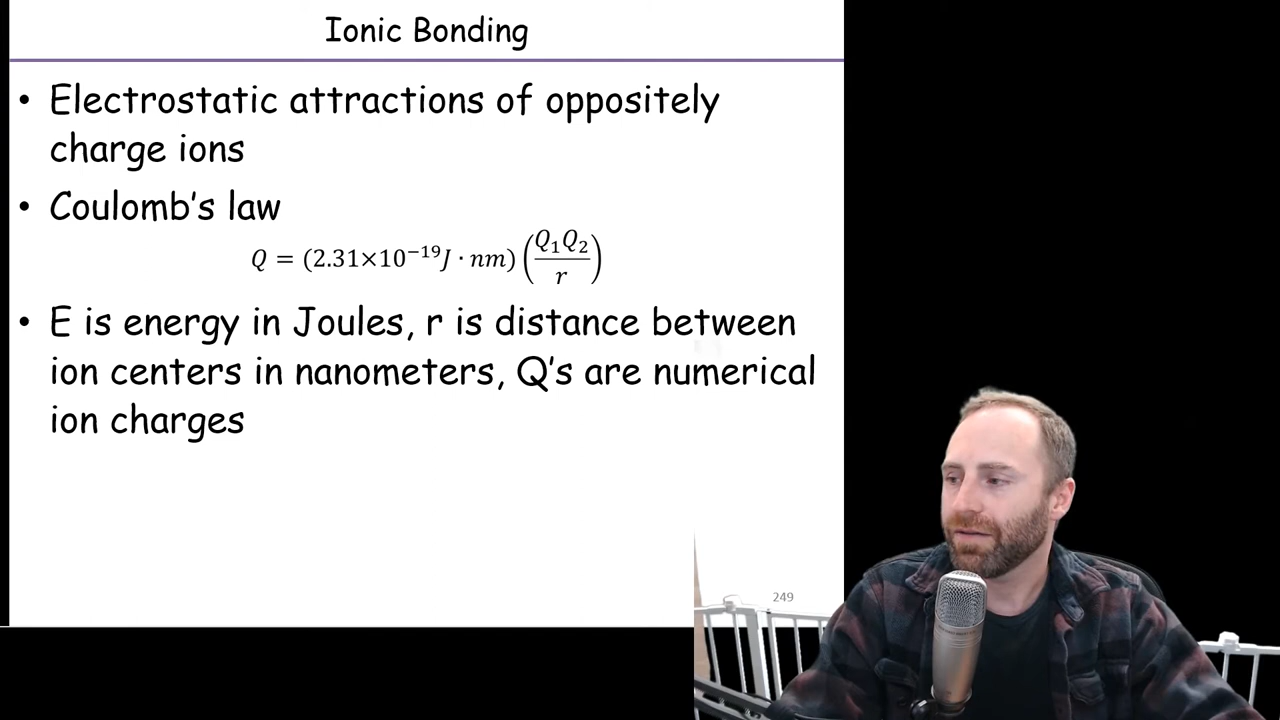 Ionic Bonding
• Electrostatic attractions of oppositely
charge ions
• Coulomb's law
Q = (2.31×10⁻¹⁹J · nm) (Q₁Q₂/r)
• E is energy in Joules, r is distance between
ion centers in nanometers, Q's are numerical
ion charges
249